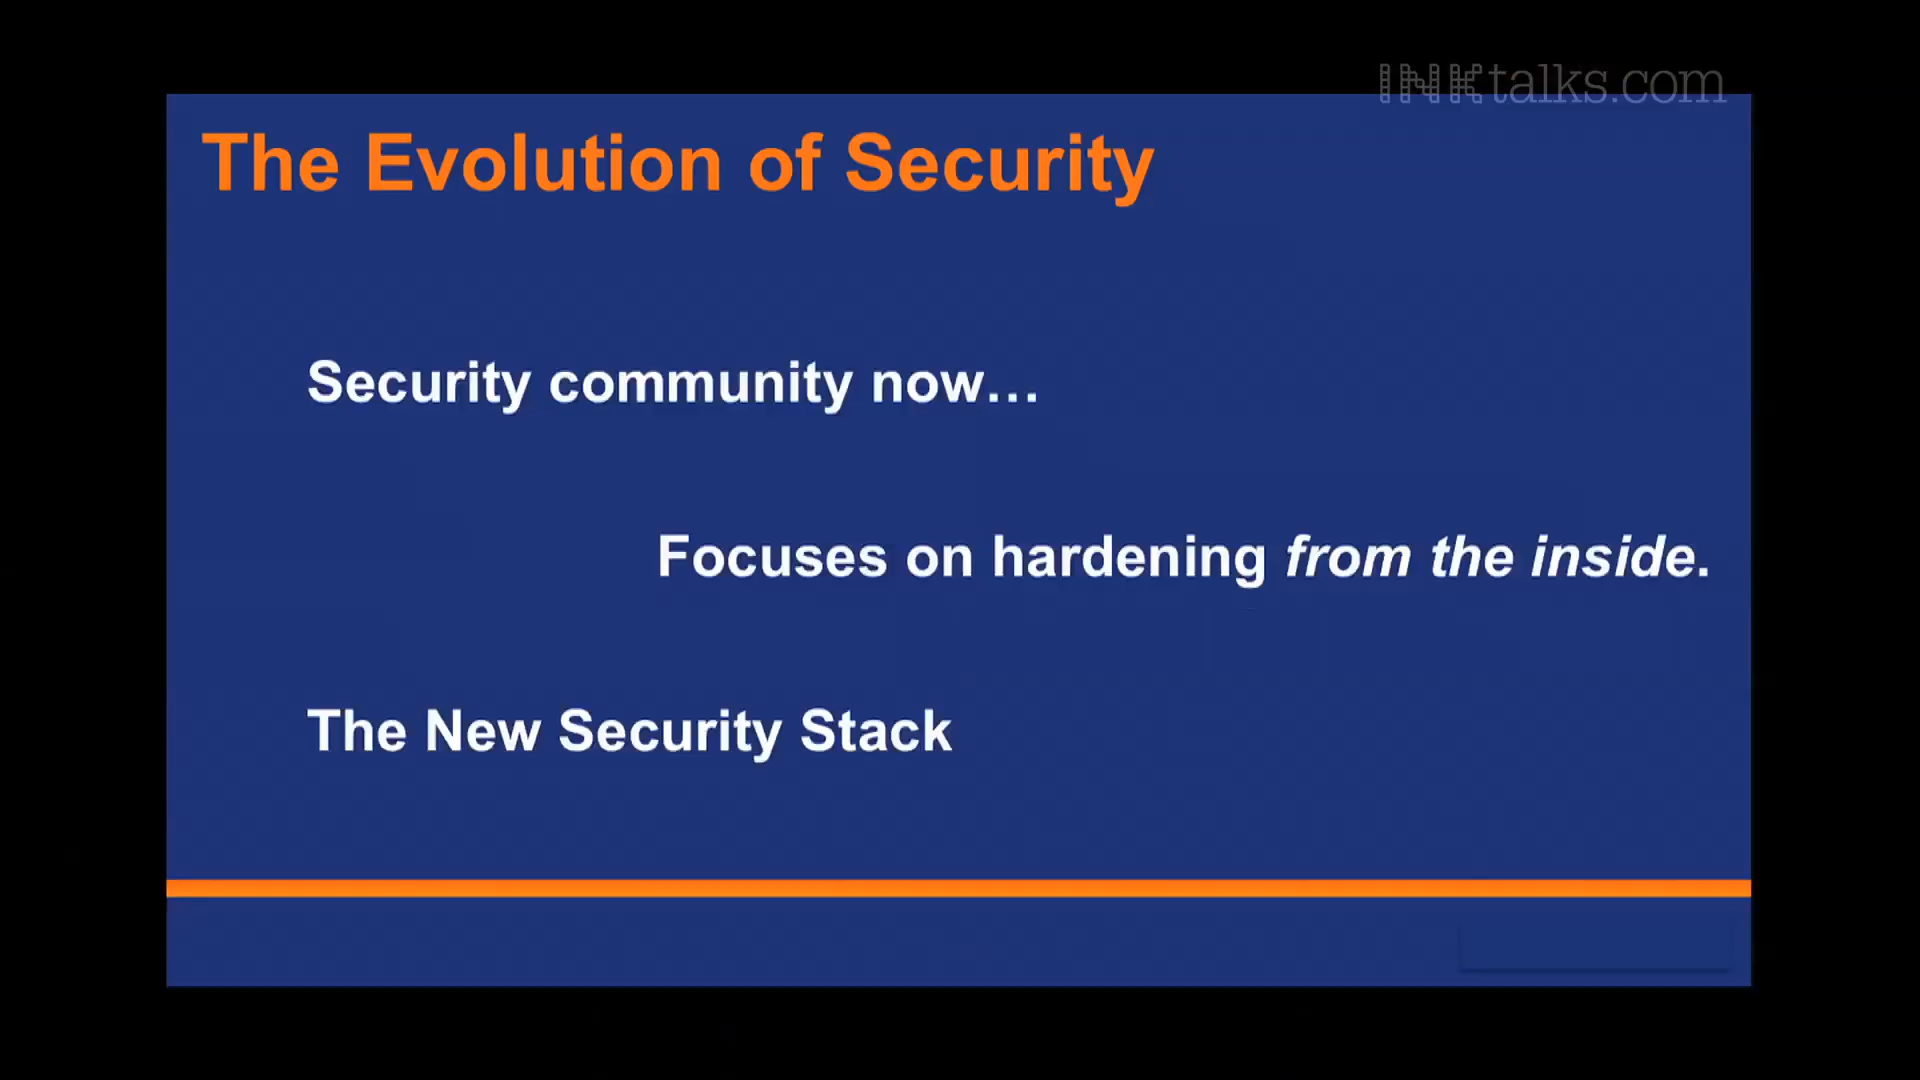 INKtalks.com
The Evolution of Security
Security community now…
Focuses on hardening from the inside.
The New Security Stack